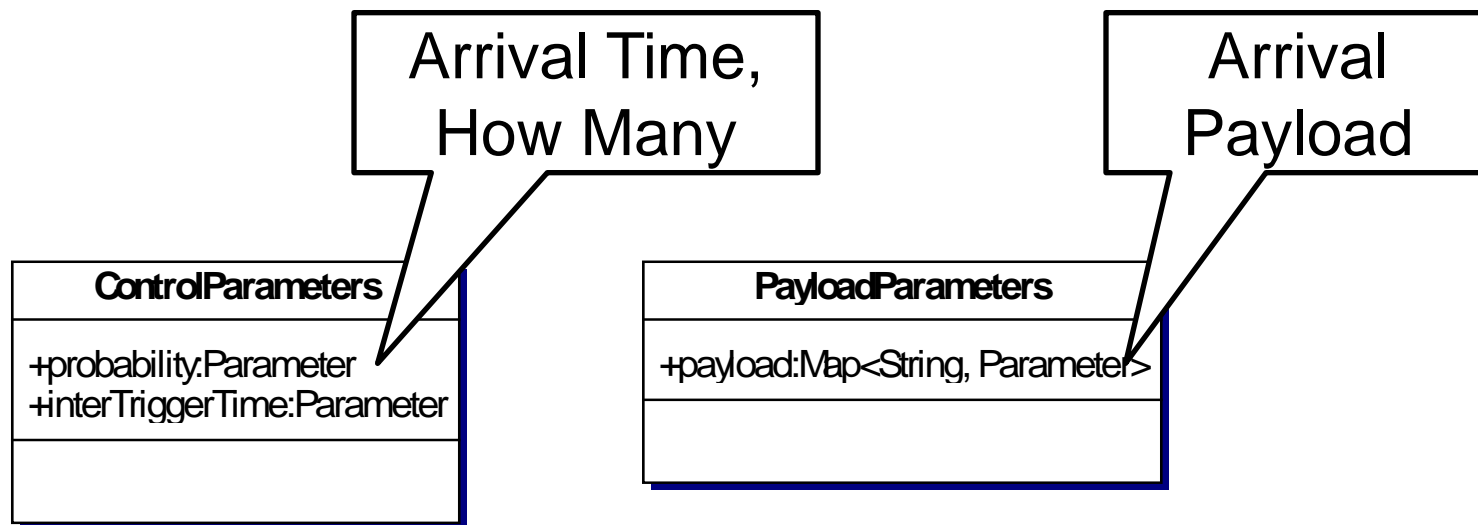 Arrival Time,
How Many
Arrival
Payload
ControlParameters
+probability:Parameter
+interTriggerTime:Parameter
PayloadParameters
+payload:Map<String, Parameter>